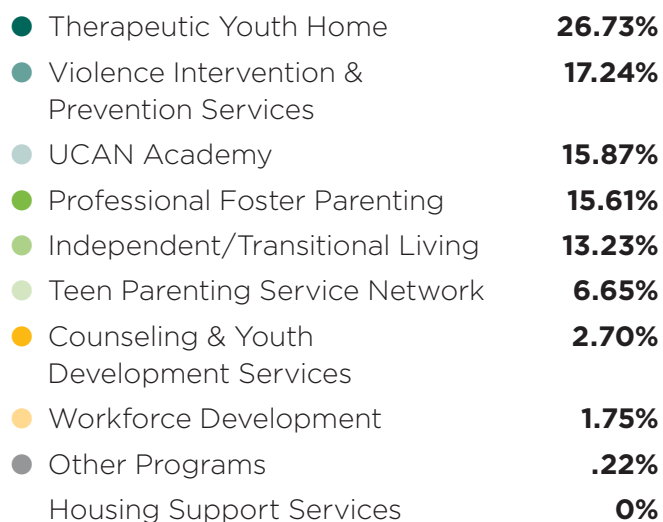 Therapeutic Youth Home 26.73%
Violence Intervention & 17.24%
Prevention Services
UCAN Academy 15.87%
Professional Foster Parenting 15.61%
Independent/Transitional Living 13.23%
Teen Parenting Service Network 6.65%
Counseling & Youth 2.70%
Development Services
Workforce Development 1.75%
Other Programs .22%
Housing Support Services 0%